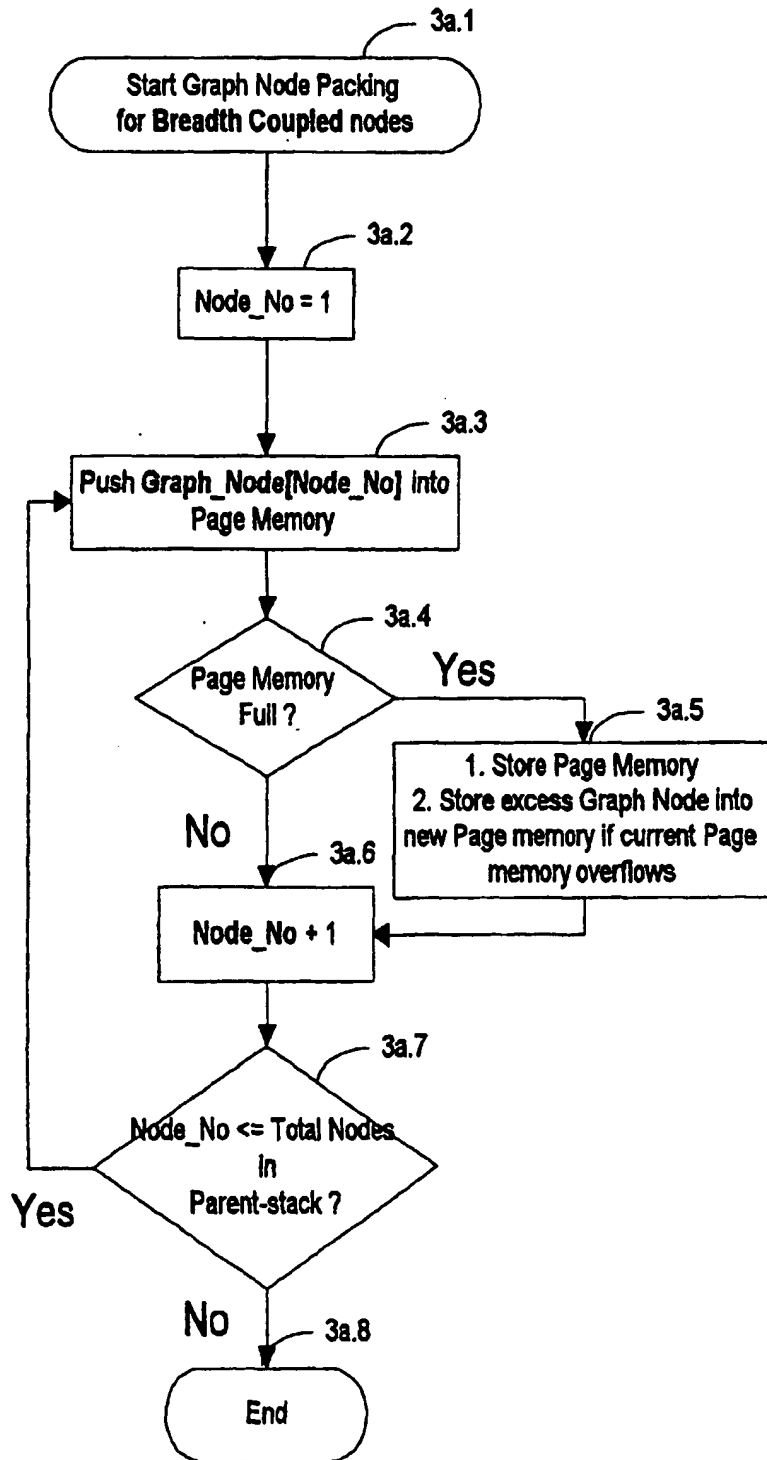 3a.1
Start Graph Node Packing
for Breadth Coupled nodes
3a.2
Node_No = 1
3a.3
Push Graph_Node[Node_No] into
Page Memory
3a.4
Page Memory
Full ?
Yes
3a.5
1. Store Page Memory
2. Store excess Graph Node into
new Page memory if current Page
memory overflows
No
3a.6
Node_No + 1
3a.7
Node_No <= Total Nodes
in
Parent-stack ?
Yes
No
3a.8
End